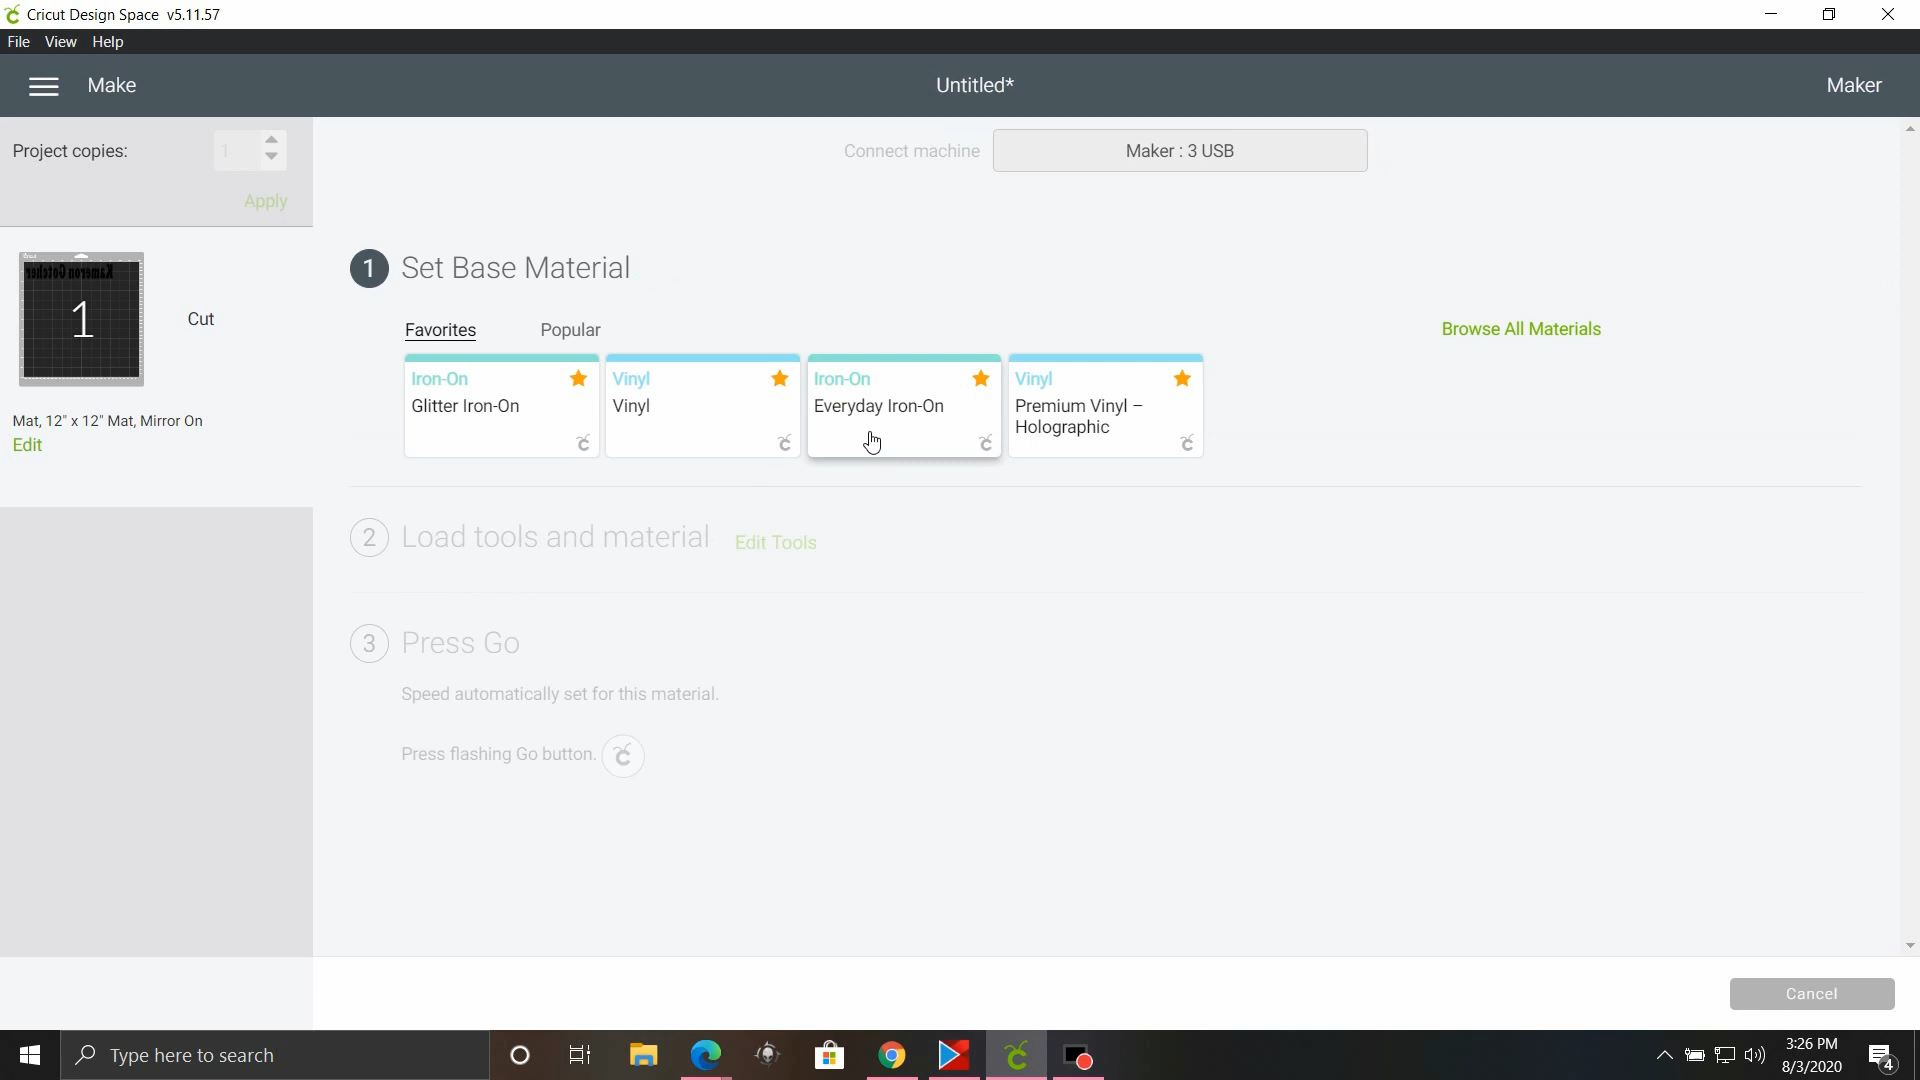 Cricut Design Space v5.11.57
File View Help
Make
Untitled*
Maker
Project copies: 1
Apply
Connect machine
Maker : 3 USB
1
Cut
Kameron Gotcher
Mat, 12" x 12" Mat, Mirror On
Edit
1 Set Base Material
Favorites Popular
Browse All Materials
Iron-On
Glitter Iron-On
Vinyl
Vinyl
Iron-On
Everyday Iron-On
Vinyl
Premium Vinyl –
Holographic
2 Load tools and material Edit Tools
3 Press Go
Speed automatically set for this material.
Press flashing Go button.
Cancel
Type here to search
3:26 PM
8/3/2020
4